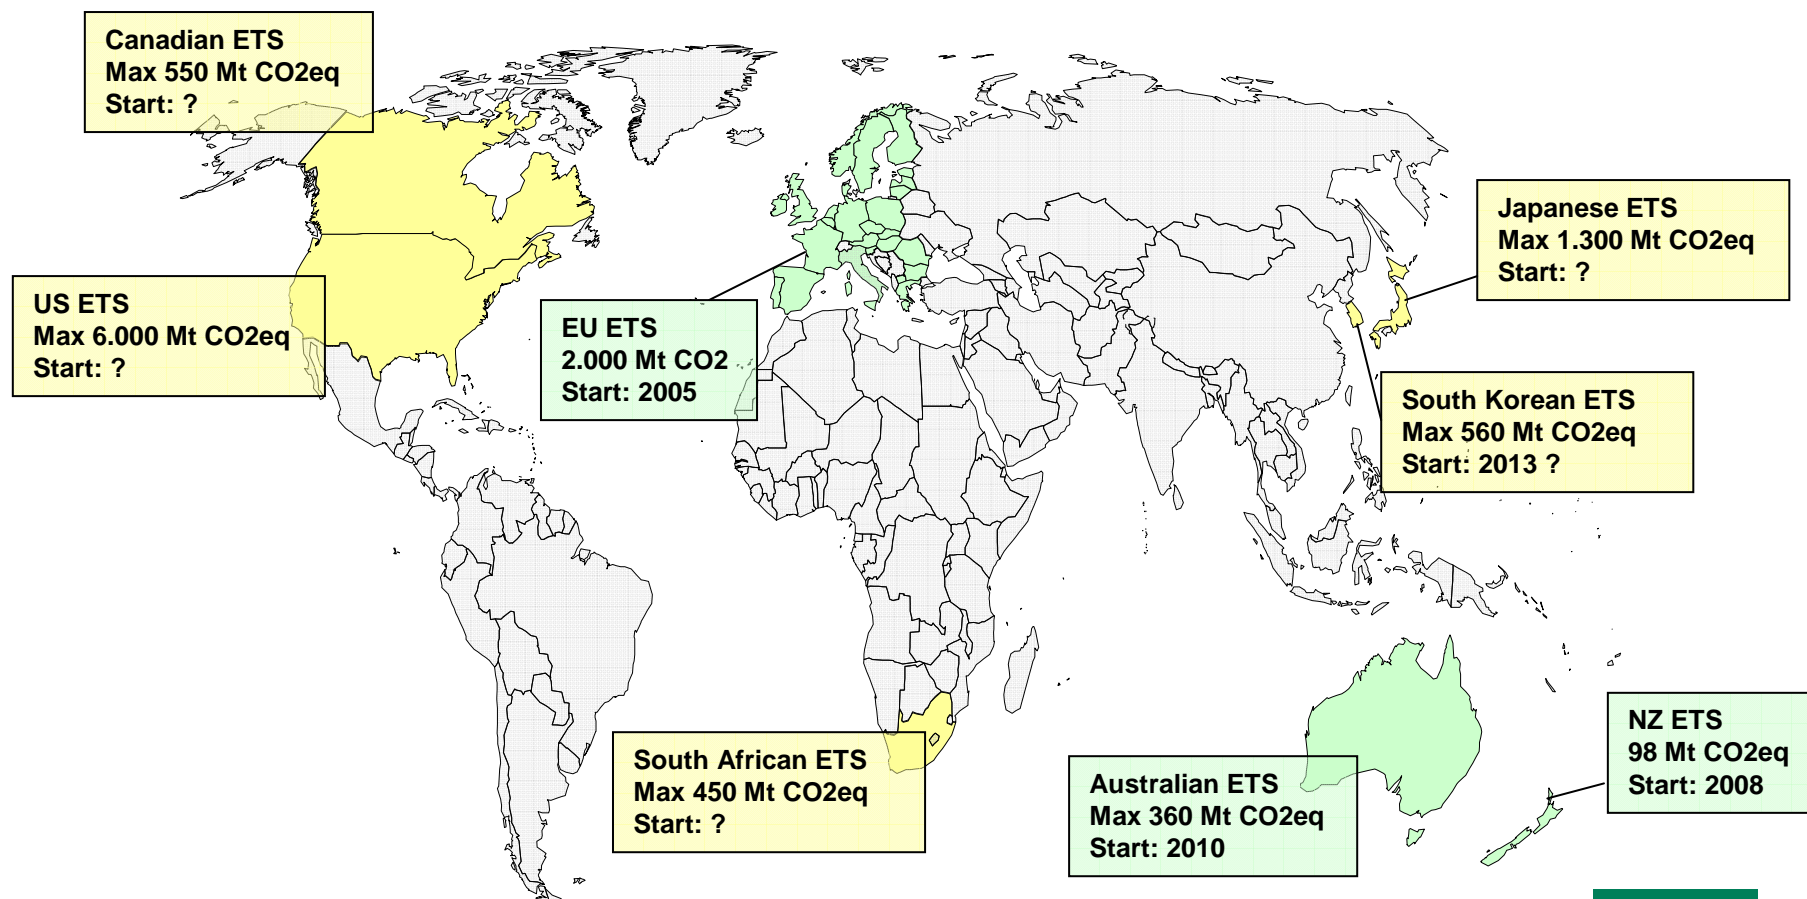 Canadian ETS
Max 550 Mt CO2eq
Start: ?
Japanese ETS
Max 1.300 Mt CO2eq
Start: ?
US ETS
Max 6.000 Mt CO2eq
Start: ?
EU ETS
2.000 Mt CO2
Start: 2005
South Korean ETS
Max 560 Mt CO2eq
Start: 2013 ?
South African ETS
Max 450 Mt CO2eq
Start: ?
Australian ETS
Max 360 Mt CO2eq
Start: 2010
NZ ETS
98 Mt CO2eq
Start: 2008